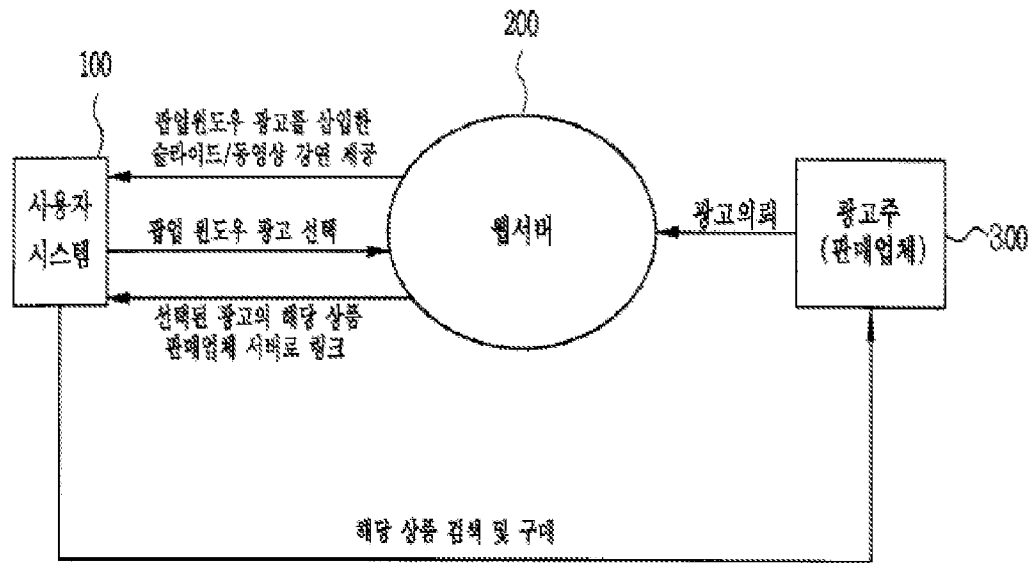 200
100
팝업윈도우 광고를 삽입한
슬라이드/동영상 강연 제공
사용자
시스템
팝업 윈도우 광고 선택
선택된 광고의 해당 상품
판매업체 서버로 링크
웹서버
광고의뢰
광고주
(판매업체)
300
해당 상품 검색 및 구매